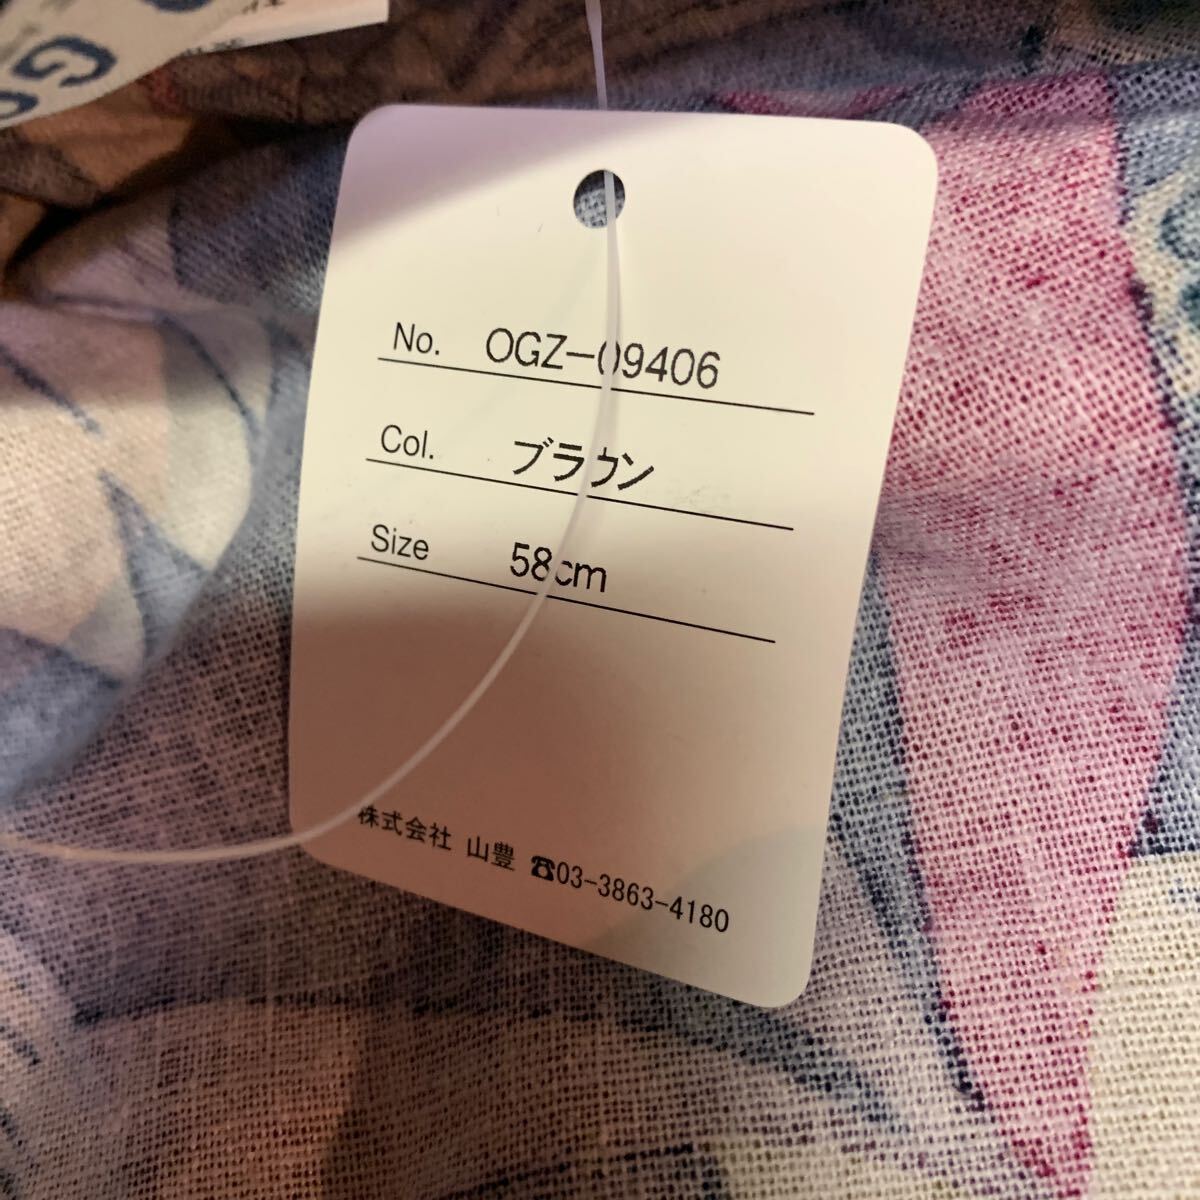 No. OGZ-09406
Col. ブラウン
Size 58cm
株式会社 山豊 ☎03-3863-4180